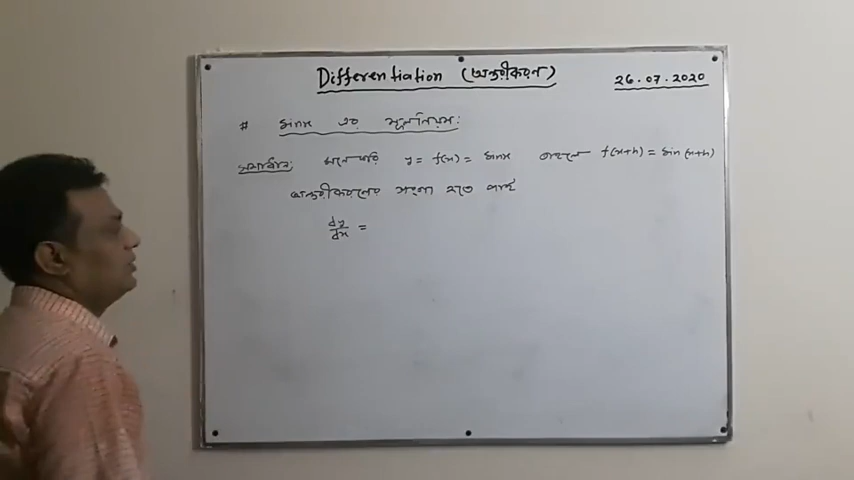 Differentiation (অন্তরীকরণ) 26.07.2020
# sinx এর মূলনিয়ম:
সমাধান: মনেকরি y = f(x) = sinx তাহলে f(x+h) = sin(x+h)
অন্তরীকরণের সংজ্ঞা হতে পাই
dy/dx =